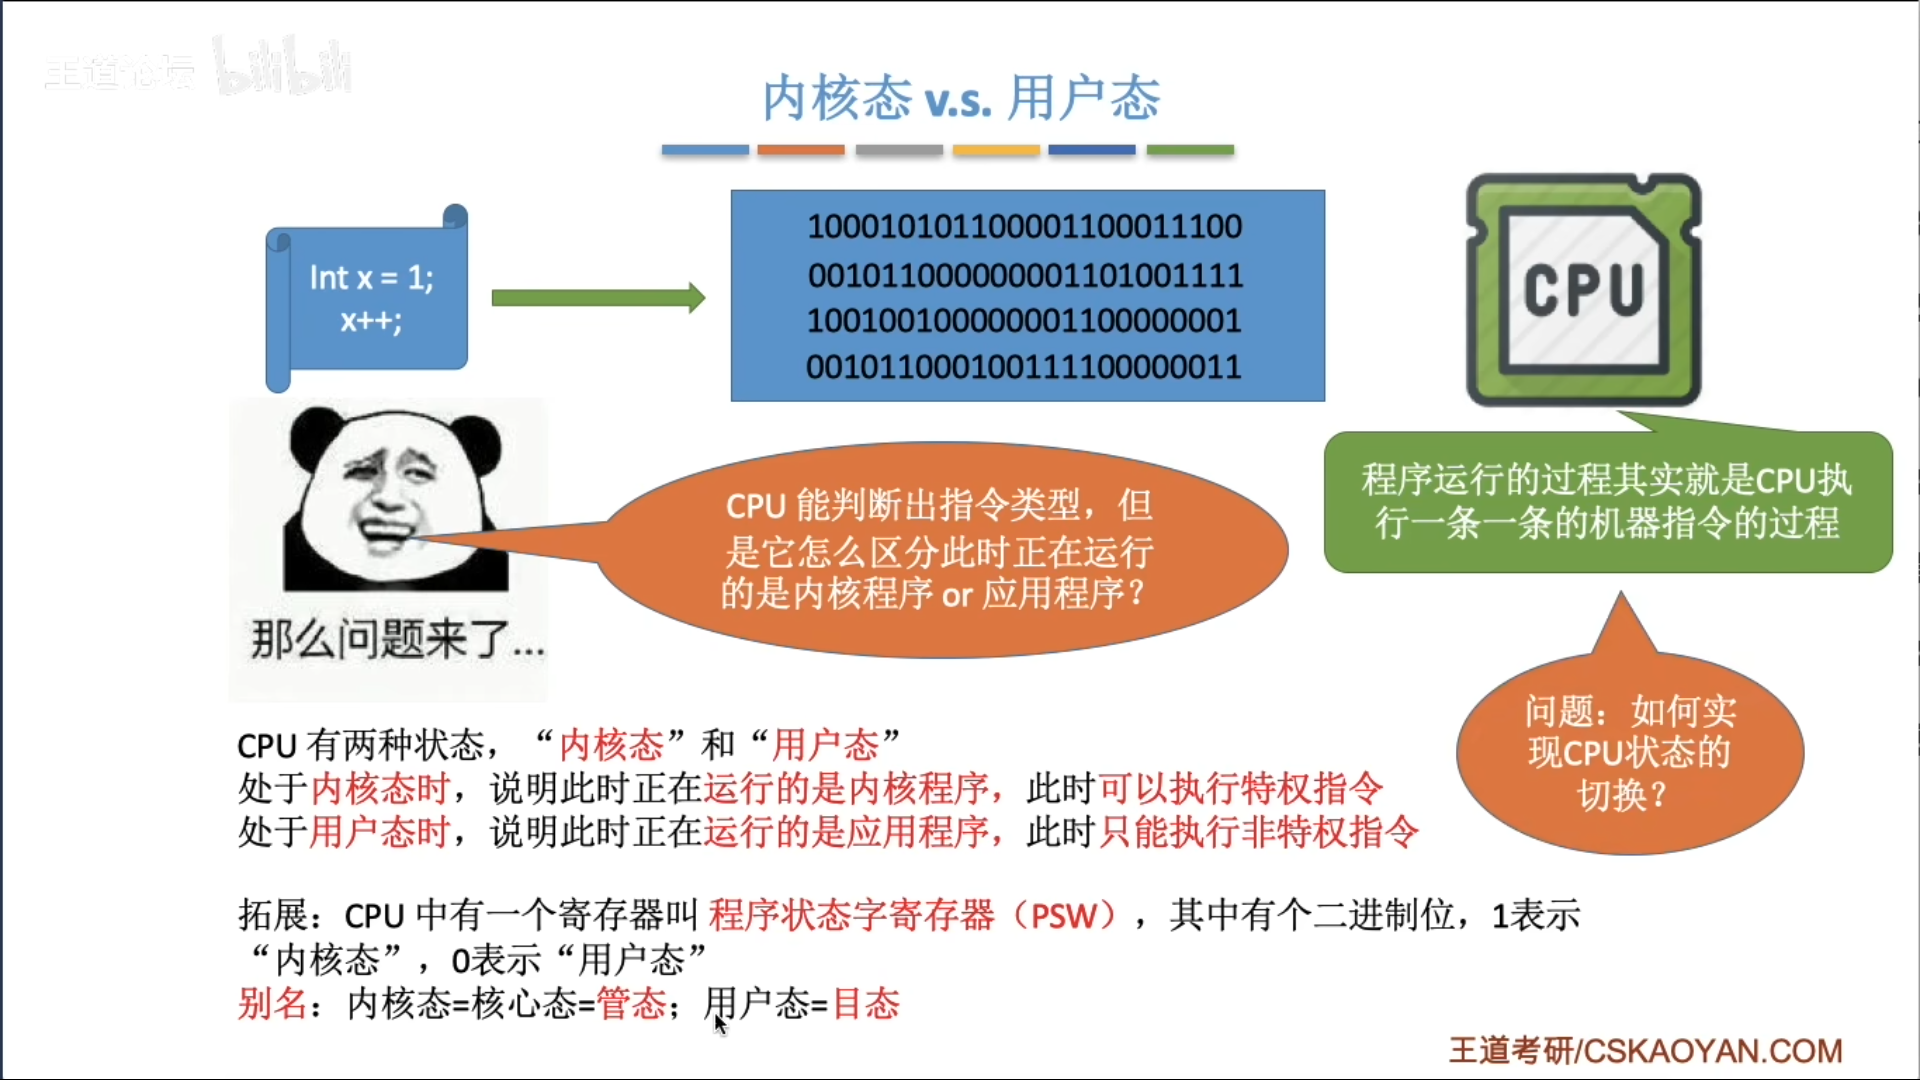 王道论坛 bilibili
内核态 v.s. 用户态
Int x = 1;
x++;
100010101100001100011100
0010110000000011010011​11
1001001000000011000000​01
0010110001001111000000​11
CPU
程序运行的过程其实就是CPU执
行一条一条的机器指令的过程
CPU 能判断出指令类型，但
是它怎么区分此时正在运行
的是内核程序 or 应用程序？
那么问题来了...
问题：如何实
现CPU状态的
切换？
CPU 有两种状态，“内核态”和“用户态”
处于内核态时，说明此时正在运行的是内核程序，此时可以执行特权指令
处于用户态时，说明此时正在运行的是应用程序，此时只能执行非特权指令
拓展：CPU 中有一个寄存器叫 程序状态字寄存器（PSW），其中有个二进制位，1表示
“内核态”，0表示“用户态”
别名：内核态=核心态=管态；用户态=目态
王道考研/CSKAOYAN.COM